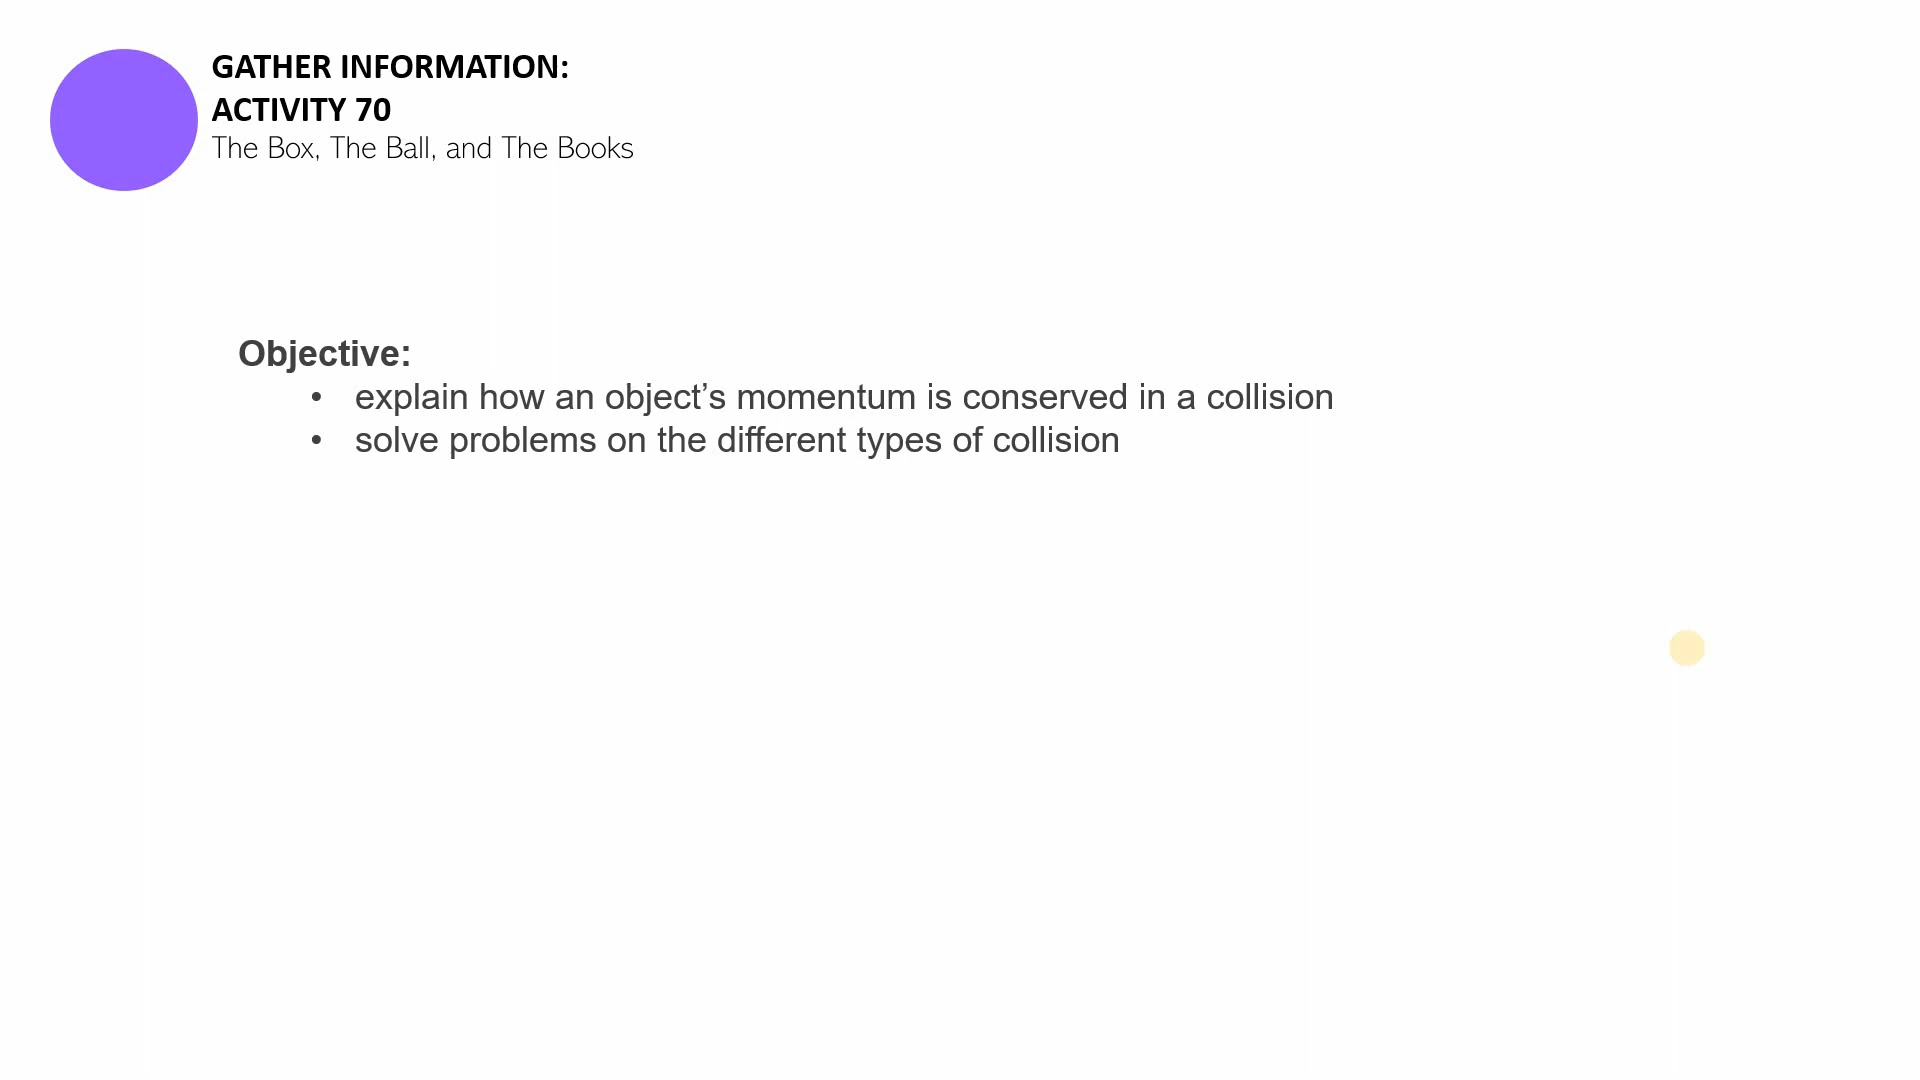 GATHER INFORMATION:
ACTIVITY 70
The Box, The Ball, and The Books
Objective:
• explain how an object’s momentum is conserved in a collision
• solve problems on the different types of collision